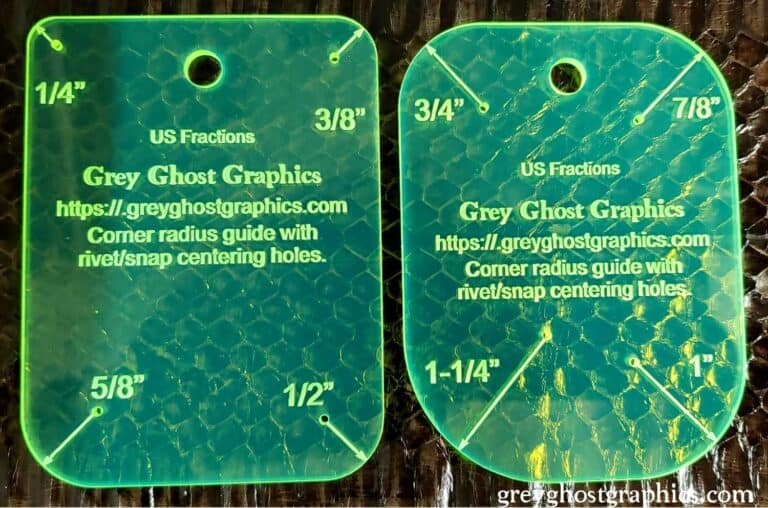 1/4”
3/8”
US Fractions
Grey Ghost Graphics
https://.greyghostgraphics.com
Corner radius guide with
rivet/snap centering holes.
5/8”
1/2”
3/4”
7/8”
US Fractions
Grey Ghost Graphics
https://.greyghostgraphics.com
Corner radius guide with
rivet/snap centering holes.
1-1/4”
1”
greyghostgraphics.com